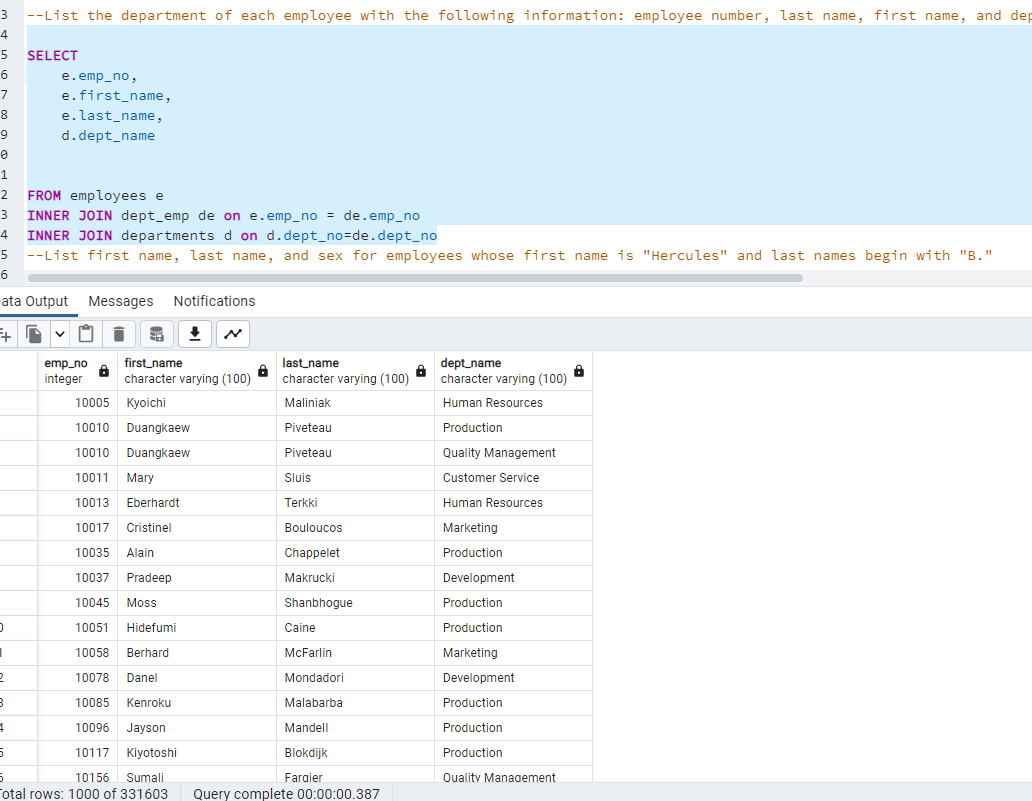 3 --List the department of each employee with the following information: employee number, last name, first name, and dep
4
5 SELECT
6 e.emp_no,
7 e.first_name,
8 e.last_name,
9 d.dept_name
0
1
2 FROM employees e
3 INNER JOIN dept_emp de on e.emp_no = de.emp_no
4 INNER JOIN departments d on d.dept_no=de.dept_no
5 --List first name, last name, and sex for employees whose first name is "Hercules" and last names begin with "B."
6
ata Output Messages Notifications
emp_no first_name last_name dept_name
integer character varying (100) character varying (100) character varying (100)
10005 Kyoichi Maliniak Human Resources
10010 Duangkaew Piveteau Production
10010 Duangkaew Piveteau Quality Management
10011 Mary Sluis Customer Service
10013 Eberhardt Terkki Human Resources
10017 Cristinel Bouloucos Marketing
10035 Alain Chappelet Production
10037 Pradeep Makrucki Development
10045 Moss Shanbhogue Production
0 10051 Hidefumi Caine Production
1 10058 Berhard McFarlin Marketing
2 10078 Danel Mondadori Development
3 10085 Kenroku Malabarba Production
4 10096 Jayson Mandell Production
5 10117 Kiyotoshi Blokdijk Production
6 10156 Sumali Fargier Quality Management
Total rows: 1000 of 331603 Query complete 00:00:00.387